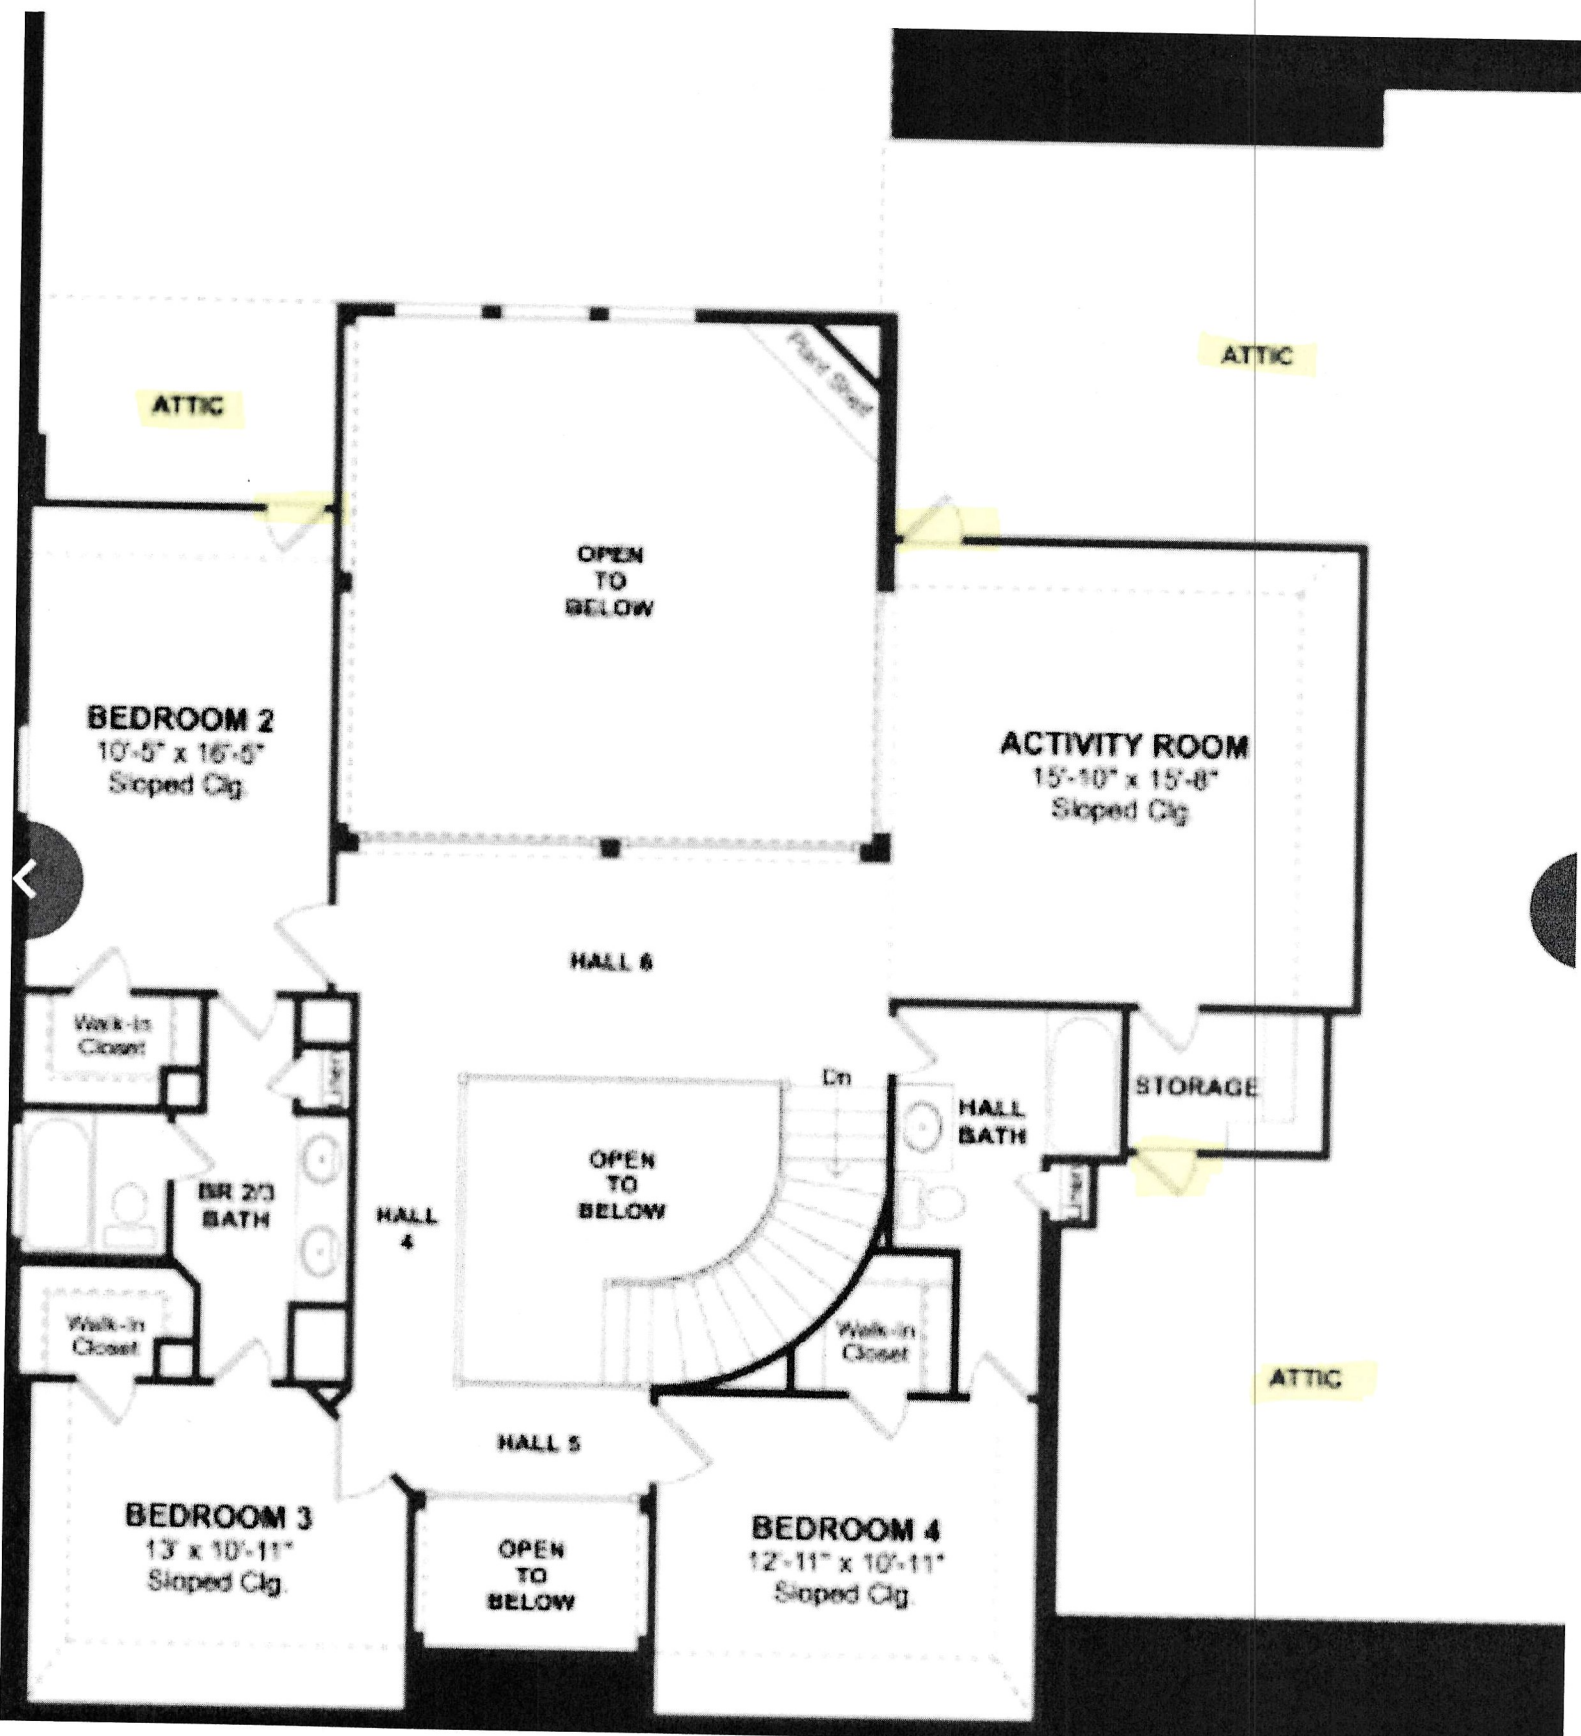 ATTIC
Plant Shelf
ATTIC
OPEN
TO
BELOW
BEDROOM 2
10'-5" x 16'-5"
Sloped Clg.
ACTIVITY ROOM
15'-10" x 15'-8"
Sloped Clg
HALL 6
Walk-In
Closet
Linen
Dn
STORAGE
HALL
BATH
OPEN
TO
BELOW
BR 2/3
BATH
HALL
4
Linen
Walk-In
Closet
Walk-In
Closet
ATTIC
HALL 5
BEDROOM 3
13' x 10'-11"
Sloped Clg.
OPEN
TO
BELOW
BEDROOM 4
12'-11" x 10'-11"
Sloped Clg.